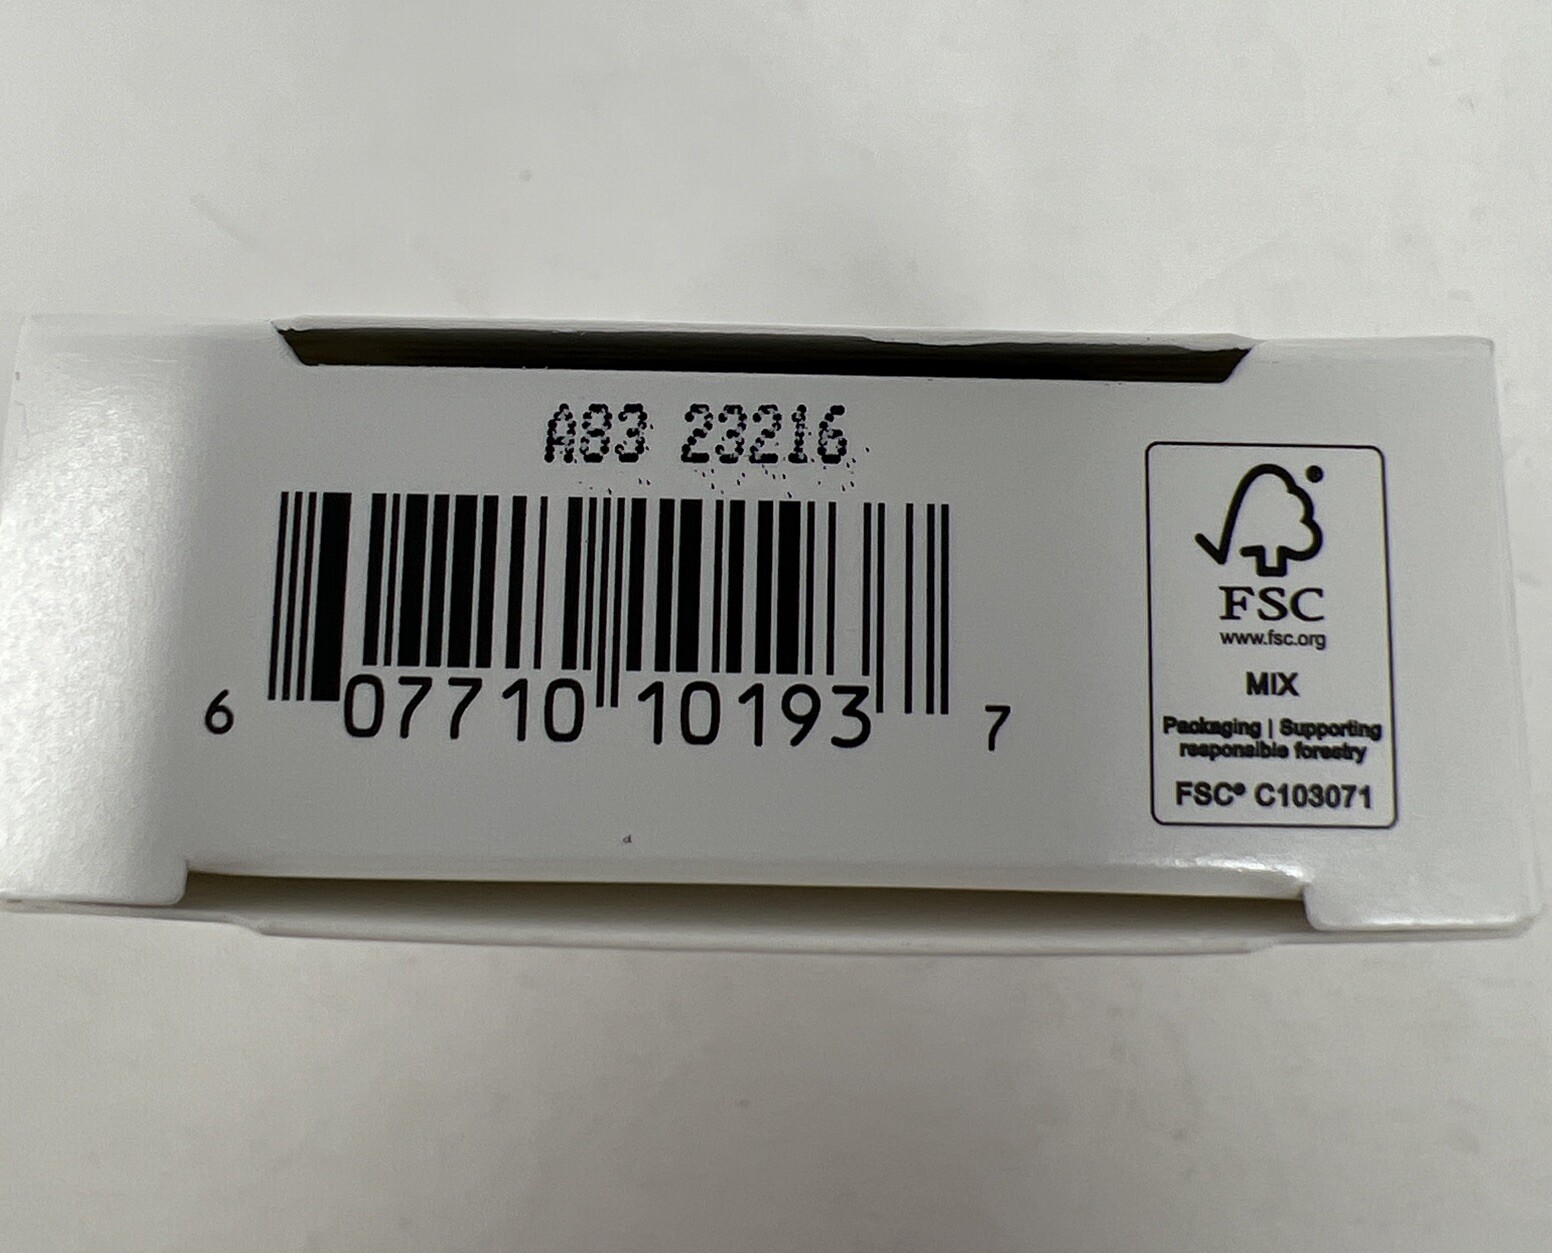 A83 23216
6 07710 10193 7
FSC
www.fsc.org
MIX
Packaging | Supporting
responsible forestry
FSC® C103071